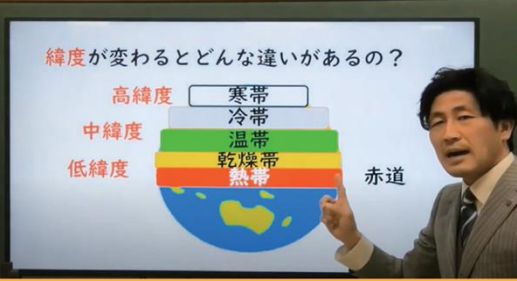 緯度が変わるとどんな違いがあるの？
高緯度
寒帯
冷帯
中緯度
温帯
乾燥帯
低緯度
熱帯
赤道